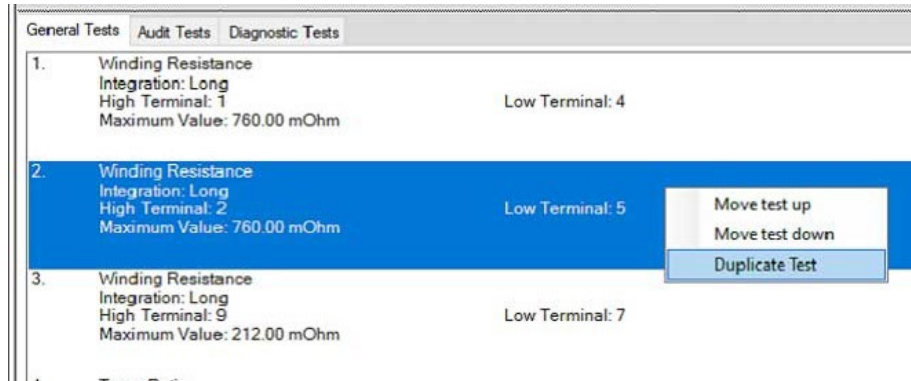 General Tests Audit Tests Diagnostic Tests
1. Winding Resistance
Integration: Long
High Terminal: 1 Low Terminal: 4
Maximum Value: 760.00 mOhm
2. Winding Resistance
Integration: Long
High Terminal: 2 Low Terminal: 5
Maximum Value: 760.00 mOhm
Move test up
Move test down
Duplicate Test
3. Winding Resistance
Integration: Long
High Terminal: 9 Low Terminal: 7
Maximum Value: 212.00 mOhm